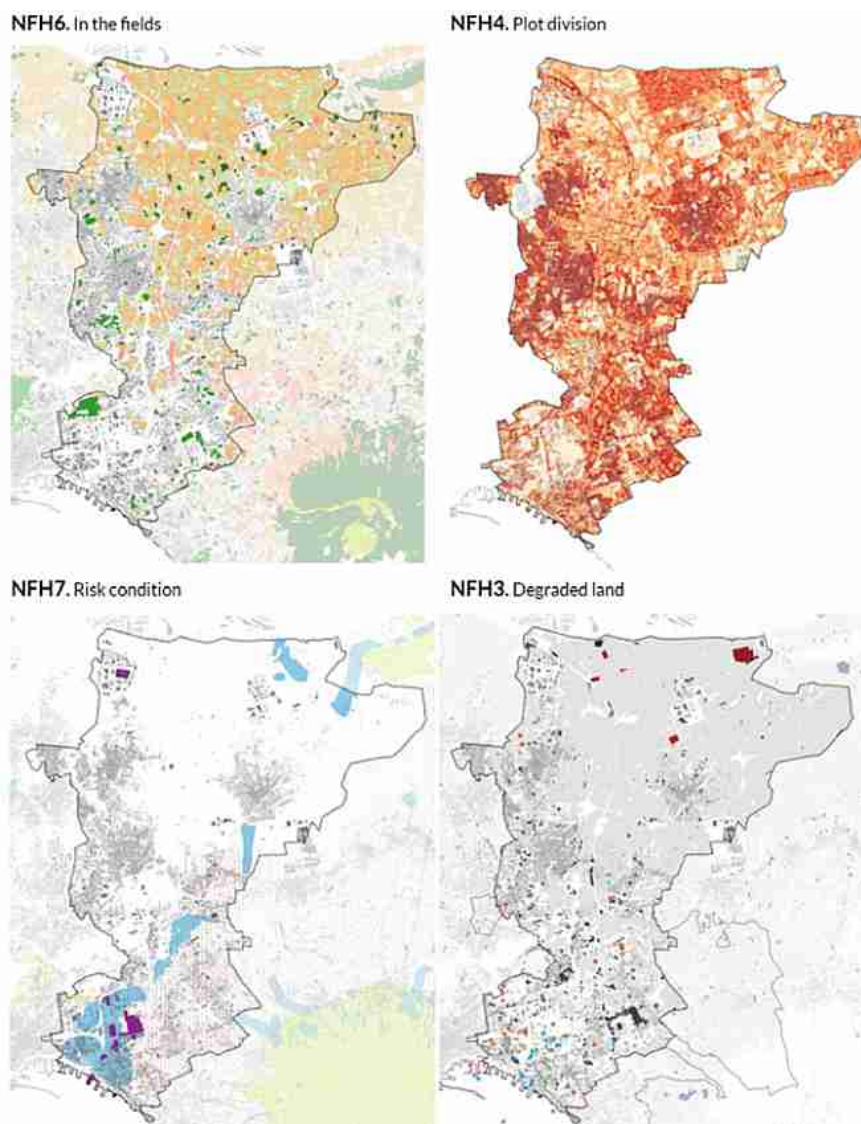 NFH6. In the fields
NFH4. Plot division
NFH7. Risk condition
NFH3. Degraded land